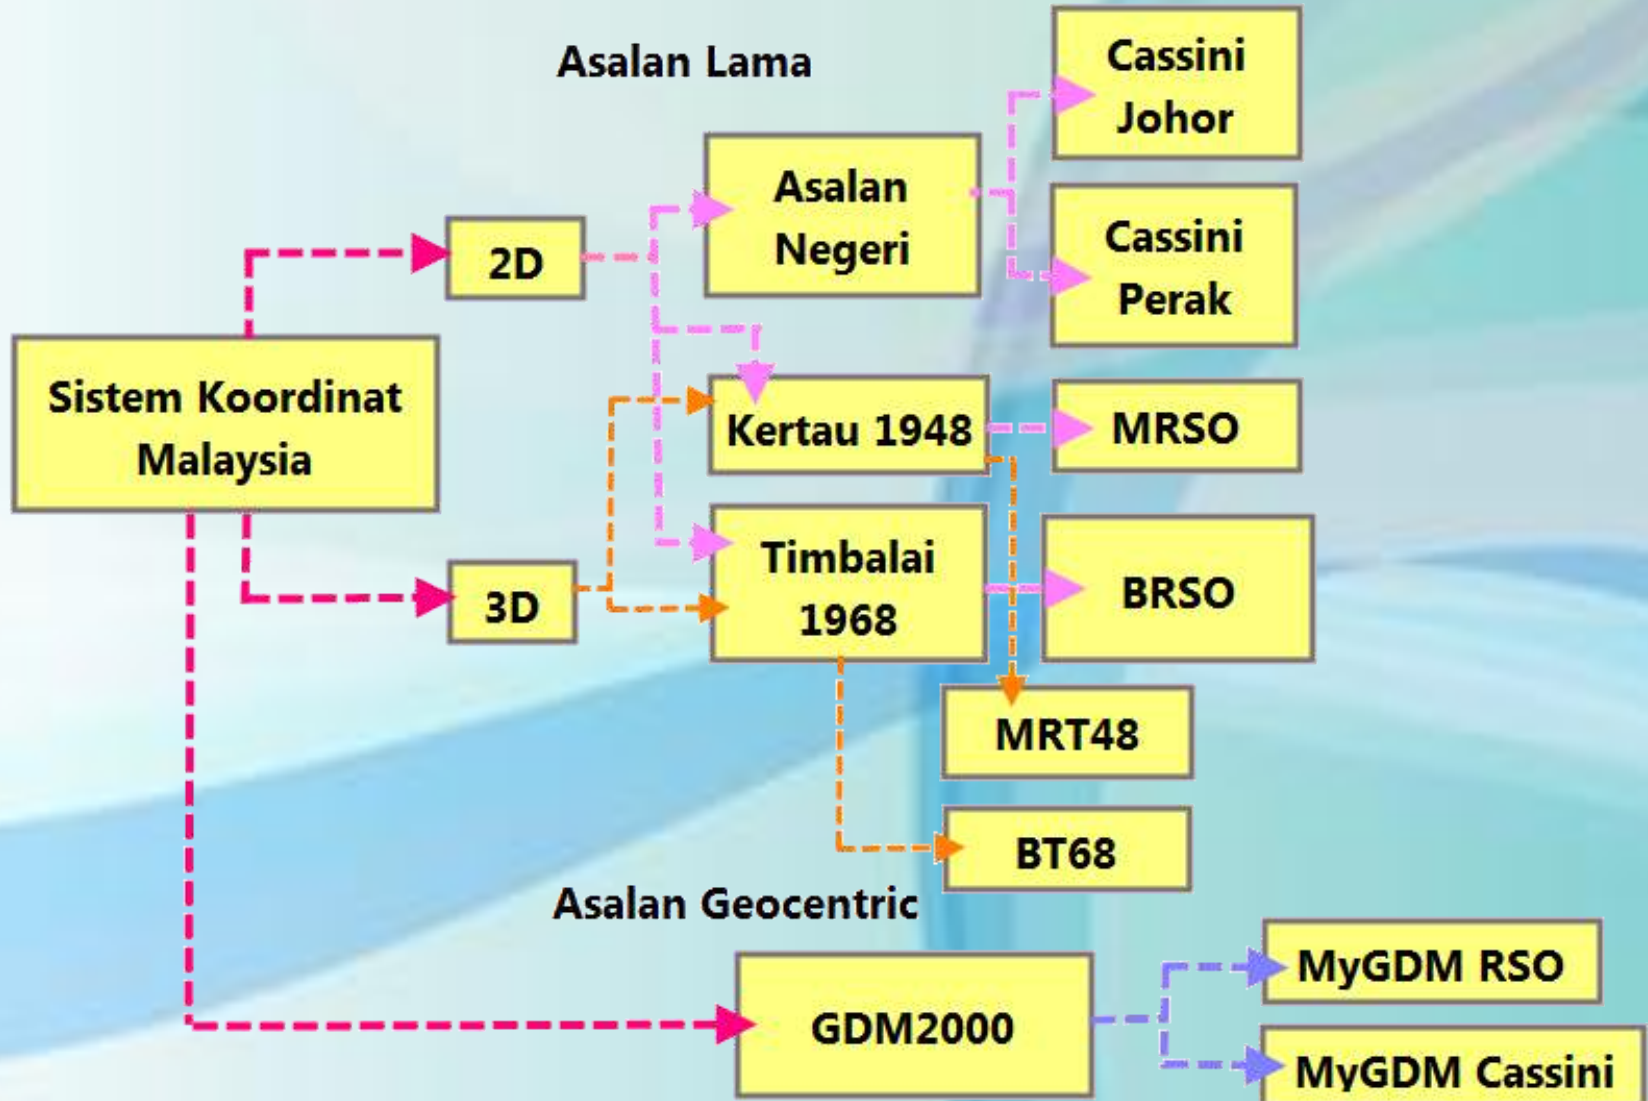 Asalan Lama
Cassini
Johor
Asalan
Negeri
Cassini
Perak
2D
Sistem Koordinat
Malaysia
Kertau 1948
MRSO
3D
Timbalai
1968
BRSO
MRT48
BT68
Asalan Geocentric
GDM2000
MyGDM RSO
MyGDM Cassini